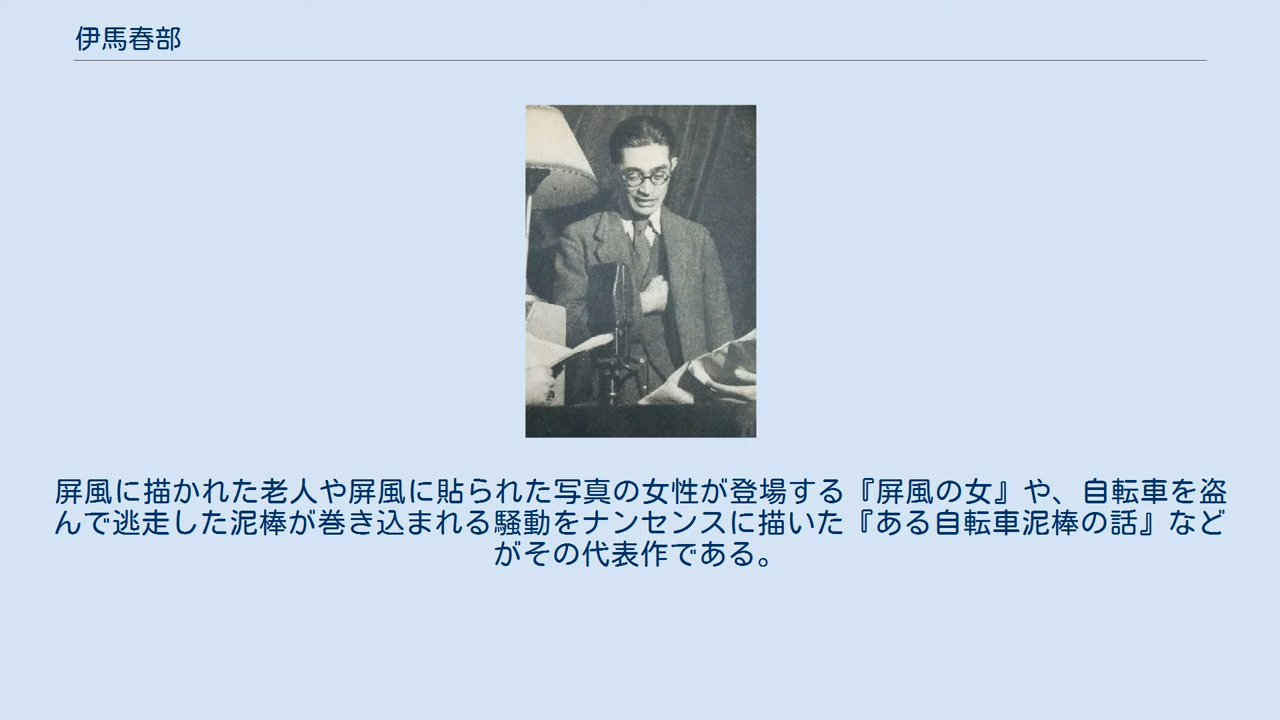 伊馬春部
屏風に描かれた老人や屏風に貼られた写真の女性が登場する『屏風の女』や、自転車を盗
んで逃走した泥棒が巻き込まれる騒動をナンセンスに描いた『ある自転車泥棒の話』など
がその代表作である。